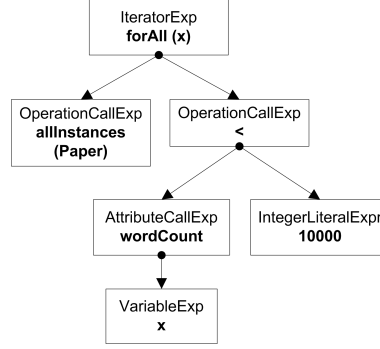 IteratorExp
forAll (x)
OperationCallExp
allInstances
(Paper)
OperationCallExp
<
AttributeCallExp
wordCount
IntegerLiteralExpr
10000
VariableExp
x